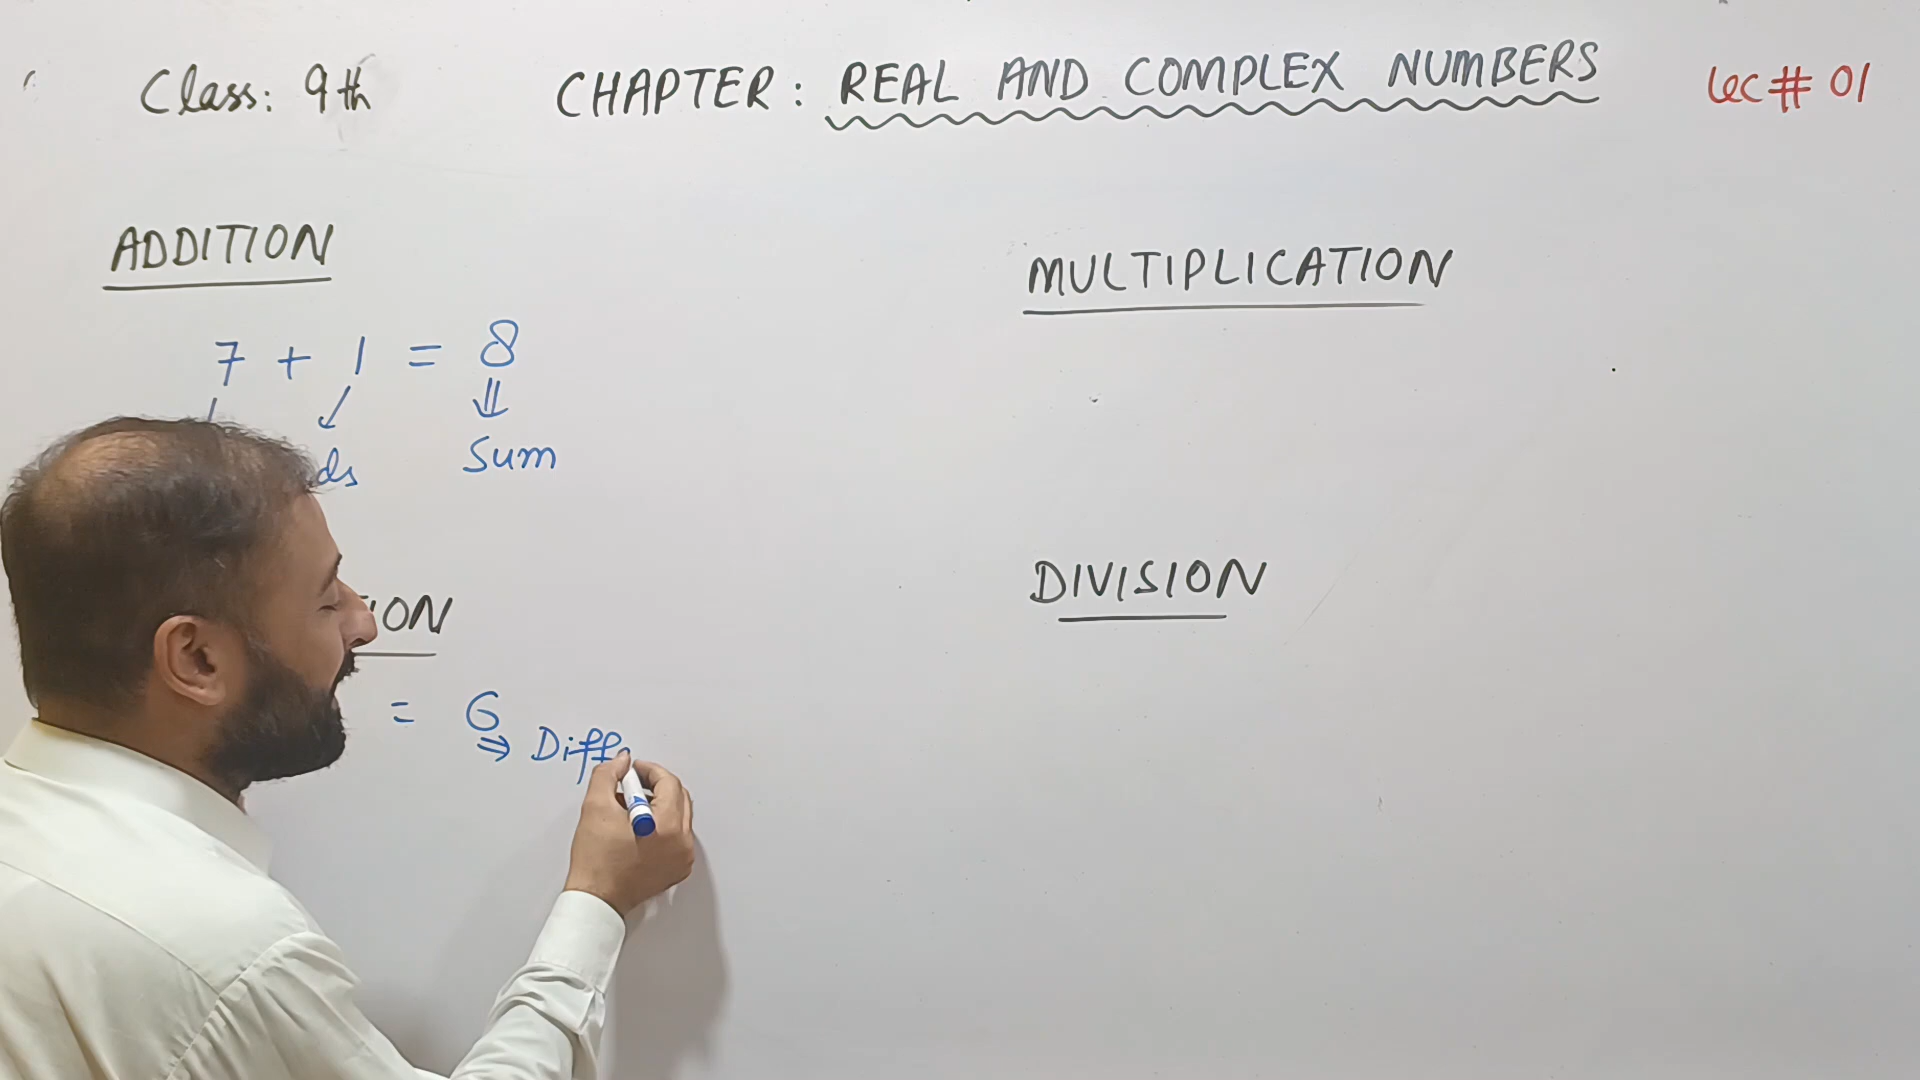 Class: 9th
CHAPTER: REAL AND COMPLEX NUMBERS
Lec # 01
ADDITION
7 + 1 = 8
ds
Sum
ION
= 6
⇒ Diff
MULTIPLICATION
DIVISION